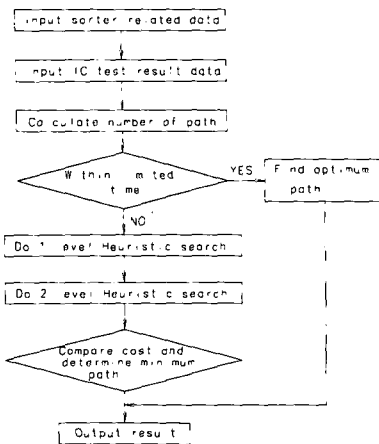 Input sorter related data
Input IC test result data
Calculate number of path
Within limited
time
YES
Find optimum
path
NO
Do 1 level Heuristic search
Do 2 level Heuristic search
Compare cost and
determine minimum
path
Output result